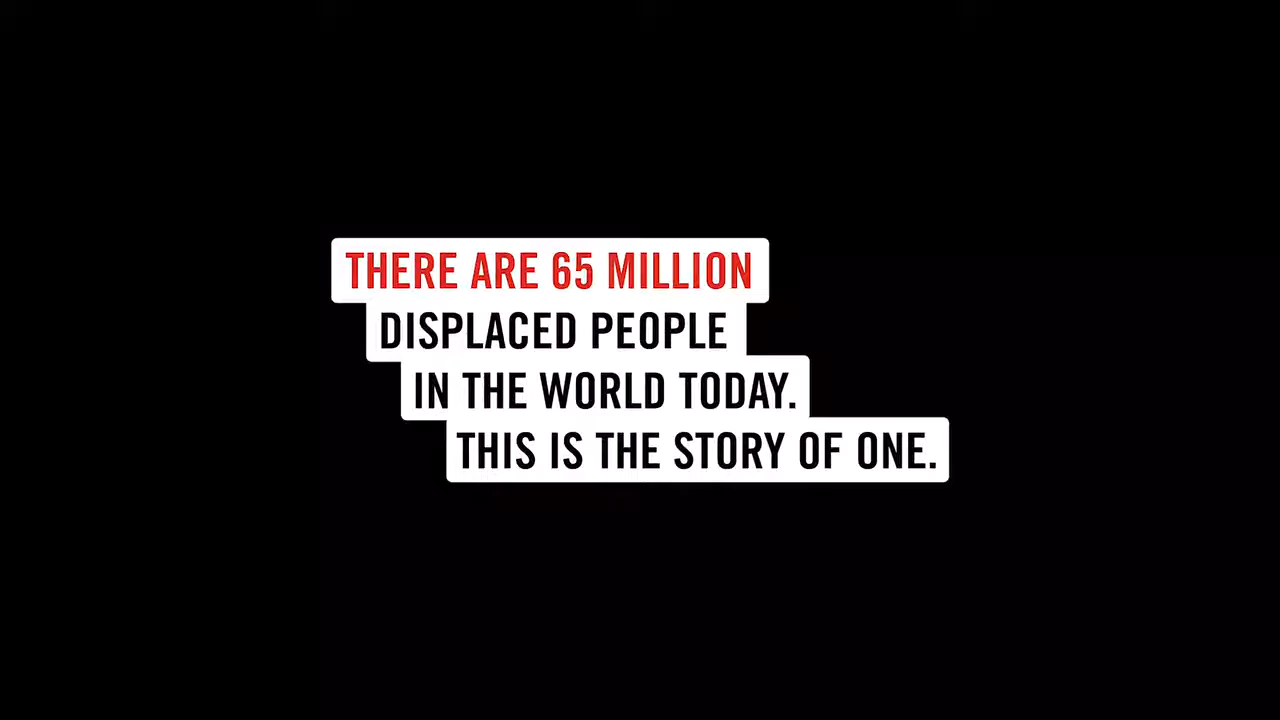 THERE ARE 65 MILLION
DISPLACED PEOPLE
IN THE WORLD TODAY.
THIS IS THE STORY OF ONE.